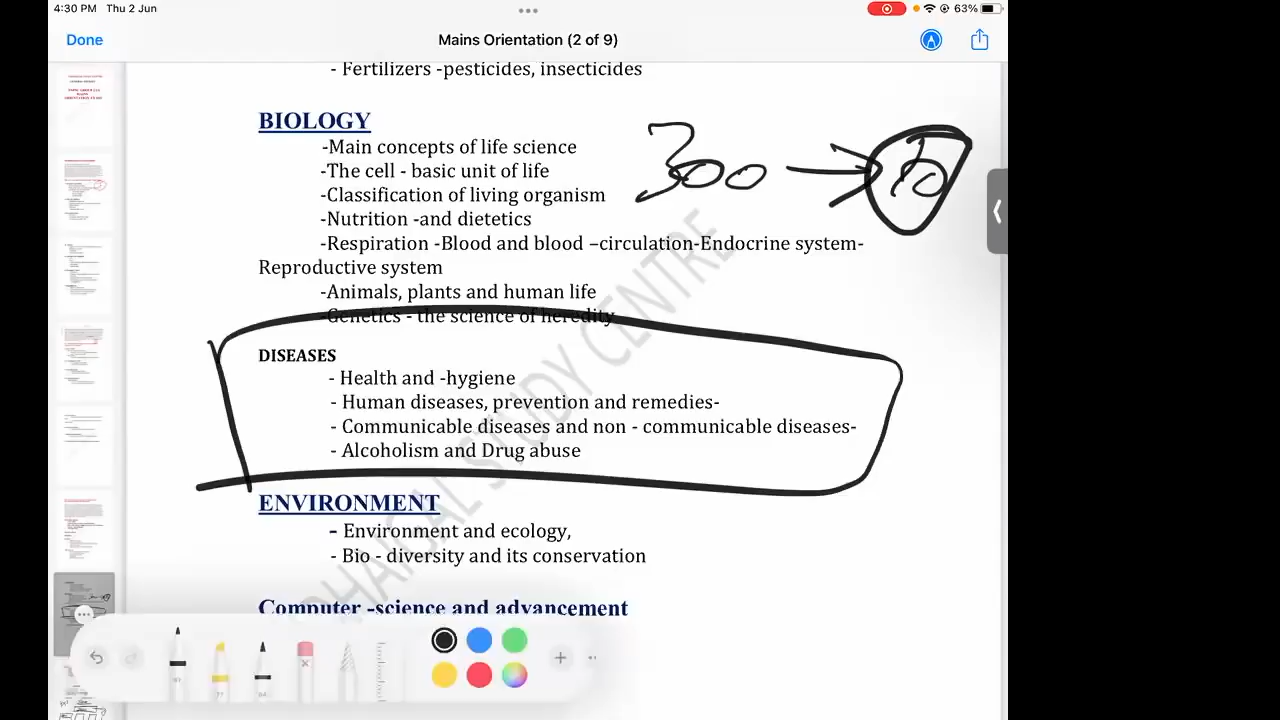 4:30 PM Thu 2 Jun
63%
Done
Mains Orientation (2 of 9)
- Fertilizers -pesticides, insecticides
BIOLOGY
300
-Main concepts of life science
-The cell - basic unit of life
-Classification of living organism
-Nutrition -and dietetics
-Respiration -Blood and blood –circulation-Endocrine system-
Reproductive system
-Animals, plants and human life
-Genetics - the science of heredity
DISEASES
- Health and -hygiene
- Human diseases, prevention and remedies-
- Communicable diseases and non - communicable diseases-
- Alcoholism and Drug abuse
ENVIRONMENT
- Environment and ecology,
- Bio - diversity and its conservation
Computer -science and advancement
STUDY CENTRE